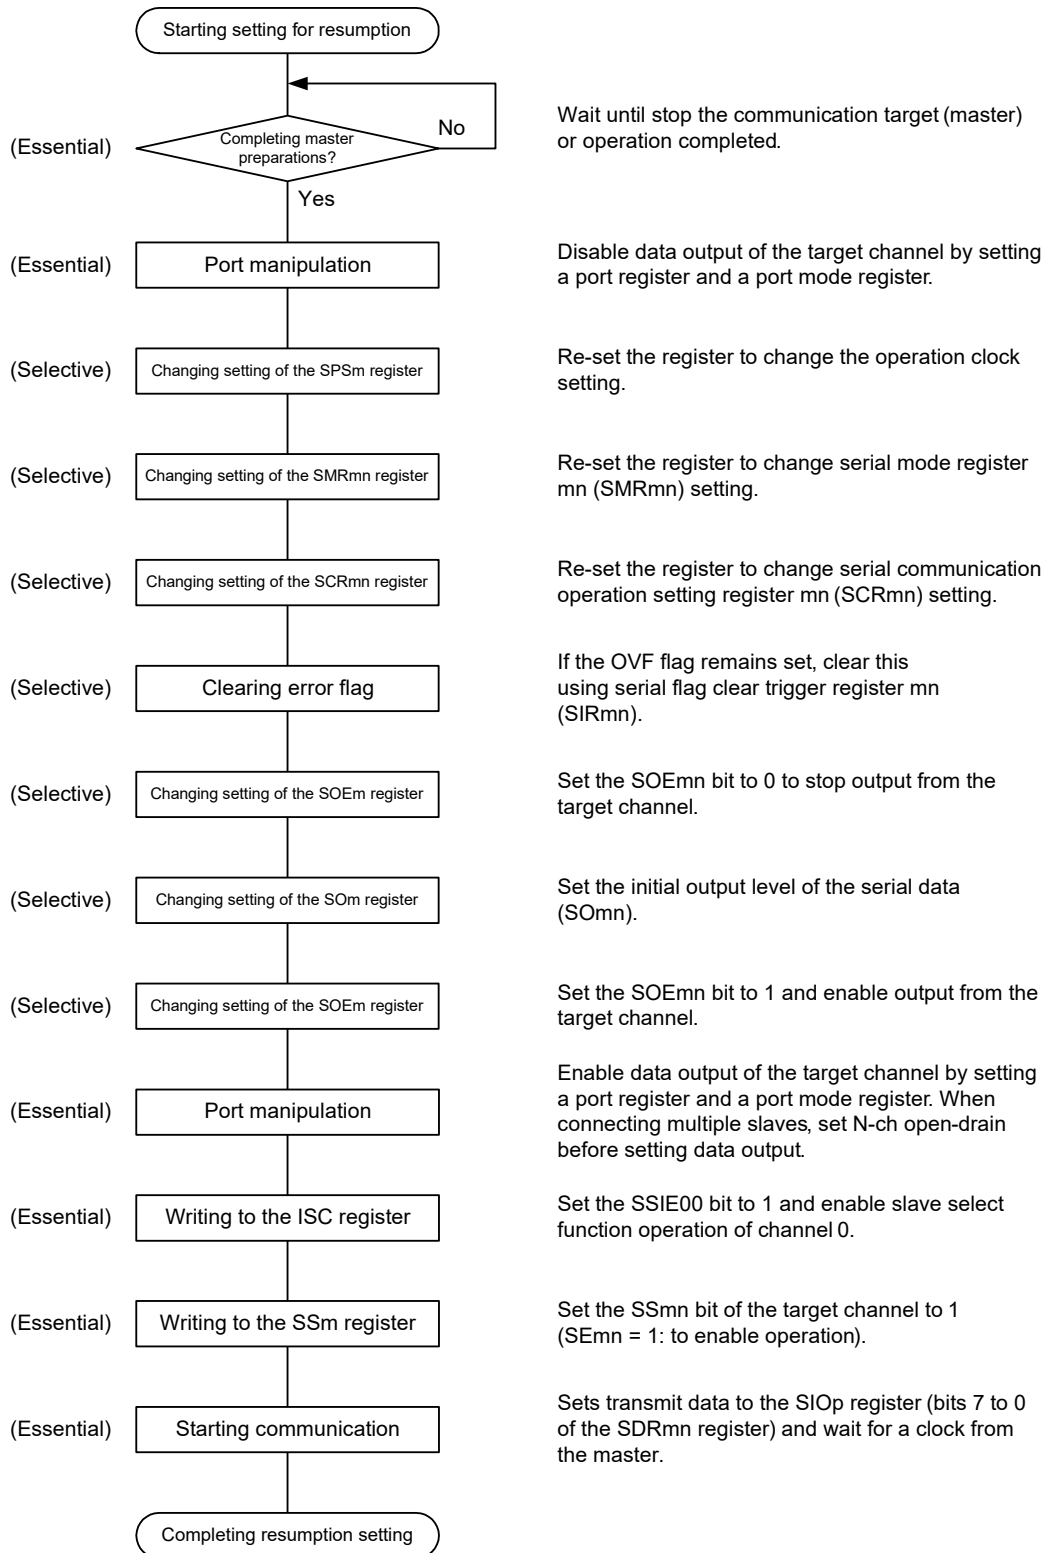 Starting setting for resumption
(Essential)
Completing master
preparations?
No
Yes
Wait until stop the communication target (master)
or operation completed.
(Essential)
Port manipulation
Disable data output of the target channel by setting
a port register and a port mode register.
(Selective)
Changing setting of the SPSm register
Re-set the register to change the operation clock
setting.
(Selective)
Changing setting of the SMRmn register
Re-set the register to change serial mode register
mn (SMRmn) setting.
(Selective)
Changing setting of the SCRmn register
Re-set the register to change serial communication
operation setting register mn (SCRmn) setting.
(Selective)
Clearing error flag
If the OVF flag remains set, clear this
using serial flag clear trigger register mn
(SIRmn).
(Selective)
Changing setting of the SOEm register
Set the SOEmn bit to 0 to stop output from the
target channel.
(Selective)
Changing setting of the SOm register
Set the initial output level of the serial data
(SOmn).
(Selective)
Changing setting of the SOEm register
Set the SOEmn bit to 1 and enable output from the
target channel.
(Essential)
Port manipulation
Enable data output of the target channel by setting
a port register and a port mode register. When
connecting multiple slaves, set N-ch open-drain
before setting data output.
(Essential)
Writing to the ISC register
Set the SSIE00 bit to 1 and enable slave select
function operation of channel 0.
(Essential)
Writing to the SSm register
Set the SSmn bit of the target channel to 1
(SEmn = 1: to enable operation).
(Essential)
Starting communication
Sets transmit data to the SIOp register (bits 7 to 0
of the SDRmn register) and wait for a clock from
the master.
Completing resumption setting